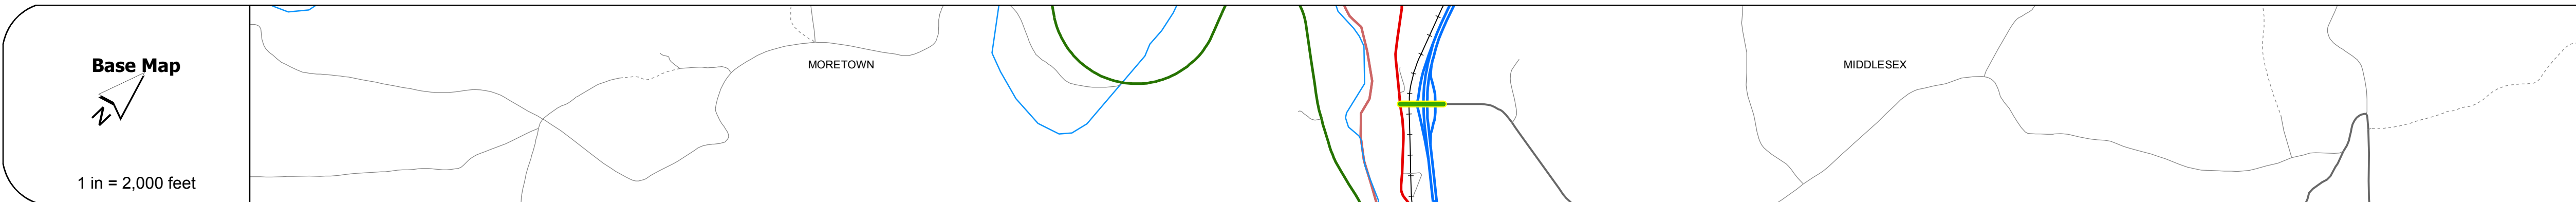 Base Map
N
1 in = 2,000 feet
MORETOWN
MIDDLESEX